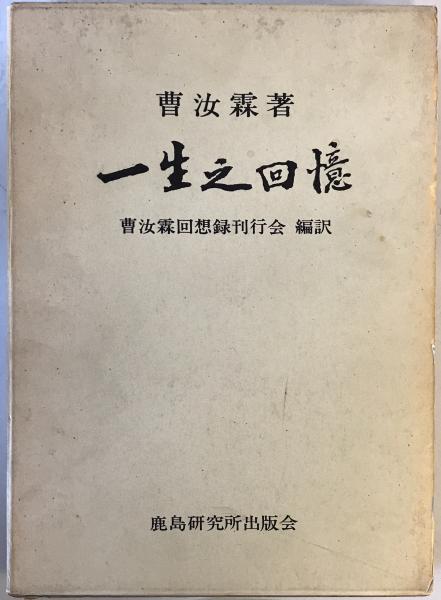 曹汝霖著
一生之回憶
曹汝霖回想録刊行会 編訳
鹿島研究所出版会